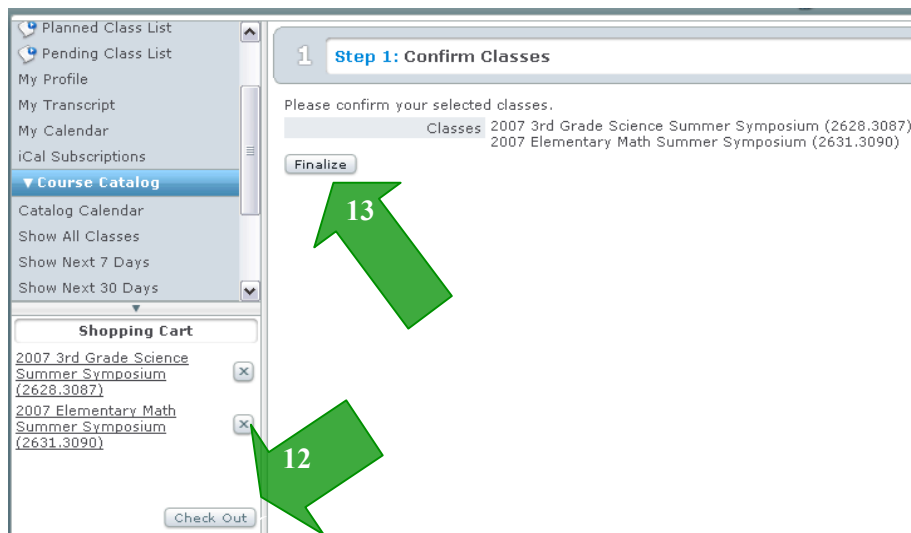 Planned Class List
Pending Class List
My Profile
My Transcript
My Calendar
iCal Subscriptions
▼Course Catalog
Catalog Calendar
Show All Classes
Show Next 7 Days
Show Next 30 Days
Shopping Cart
2007 3rd Grade Science
Summer Symposium
(2628.3087)
2007 Elementary Math
Summer Symposium
(2631.3090)
Check Out
12
1 Step 1: Confirm Classes
Please confirm your selected classes.
Classes 2007 3rd Grade Science Summer Symposium (2628.3087)
2007 Elementary Math Summer Symposium (2631.3090)
Finalize
13